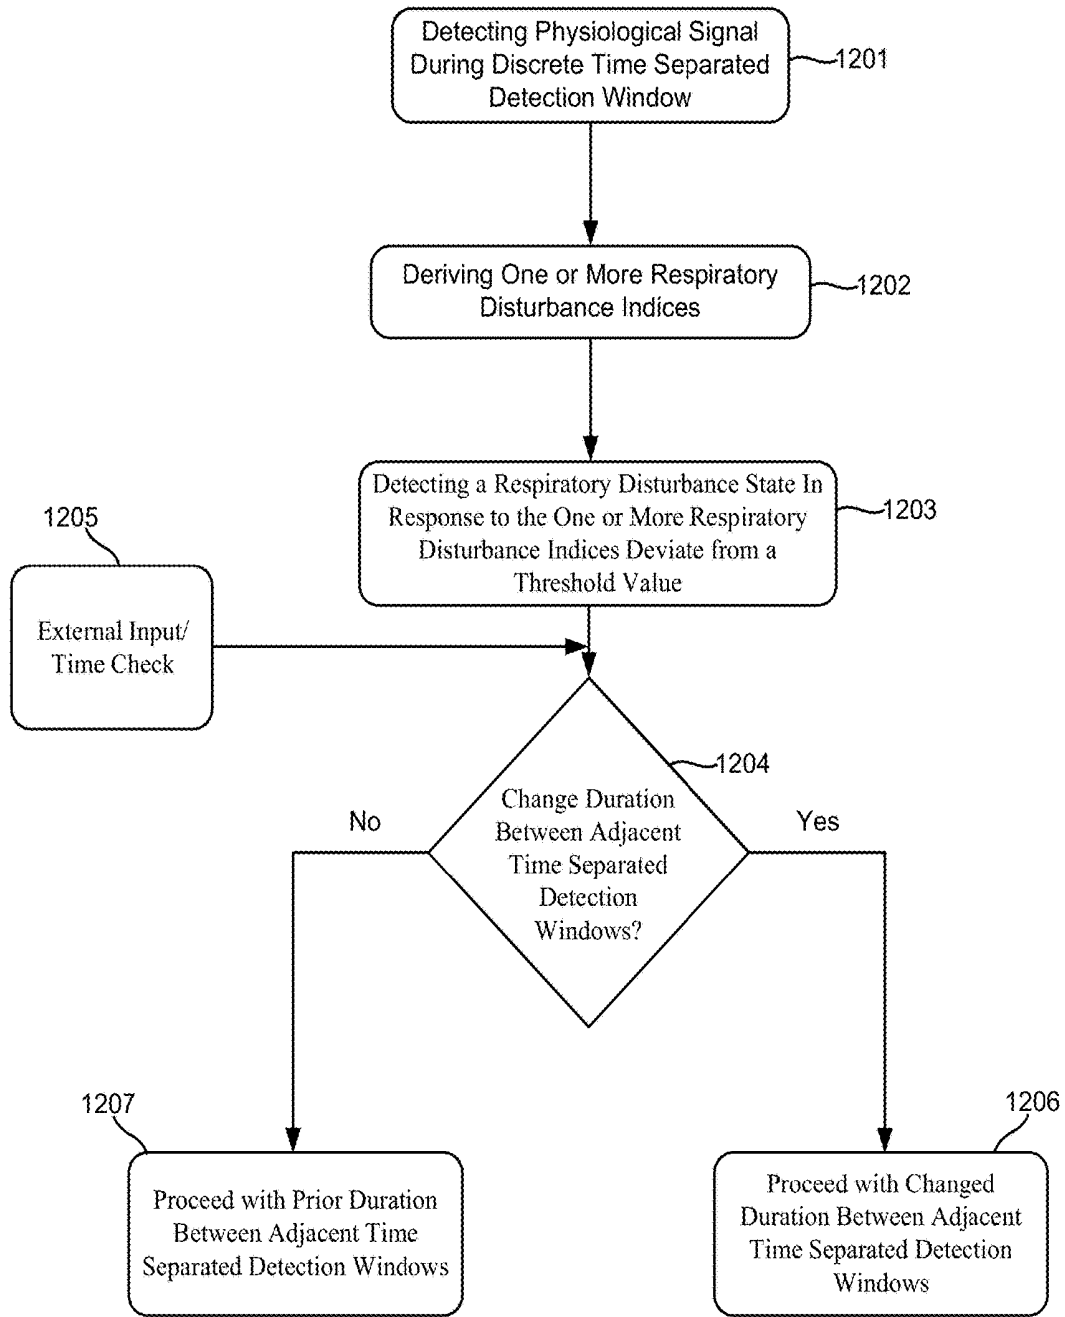 Detecting Physiological Signal
During Discrete Time Separated
Detection Window
1201
Deriving One or More Respiratory
Disturbance Indices
1202
Detecting a Respiratory Disturbance State In
Response to the One or More Respiratory
Disturbance Indices Deviate from a
Threshold Value
1203
1205
External Input/
Time Check
1204
Change Duration
Between Adjacent
Time Separated
Detection
Windows?
No
Yes
1207
Proceed with Prior Duration
Between Adjacent Time
Separated Detection Windows
1206
Proceed with Changed
Duration Between Adjacent
Time Separated Detection
Windows